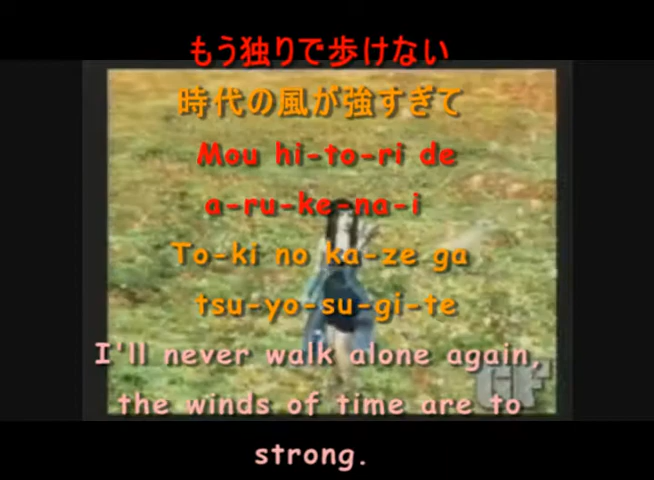 もう独りで歩けない
時代の風が強すぎて
Mou hi-to-ri de
a-ru-ke-na-i
To-ki no ka-ze ga
tsu-yo-su-gi-te
I'll never walk alone again,
the winds of time are to
strong.
GF